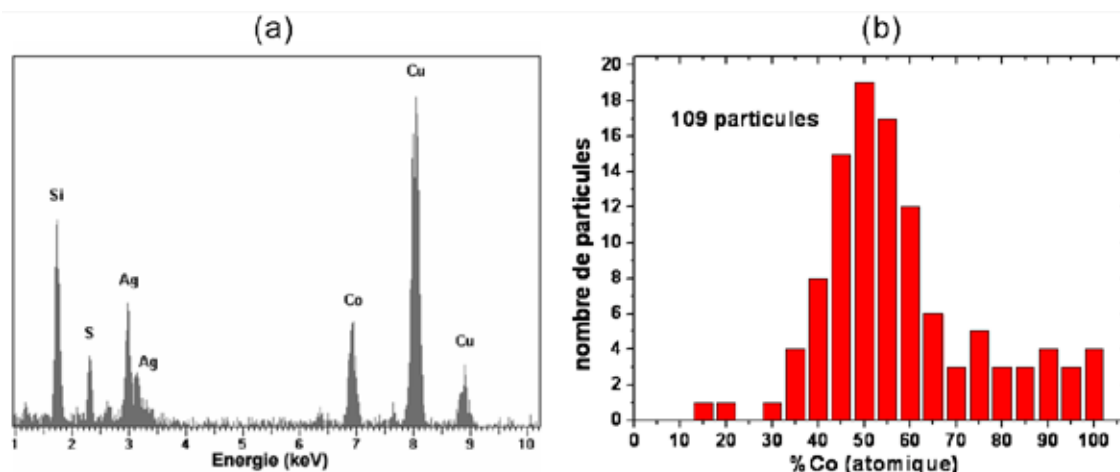 (a)
Cu
Si
Ag
S
Ag
Co
Cu
1 2 3 4 5 6 7 8 9 10
Energie (keV)
(b)
20
18
16
14
12
10
8
6
4
2
0
109 particules
nombre de particules
0 10 20 30 40 50 60 70 80 90 100
%Co (atomique)